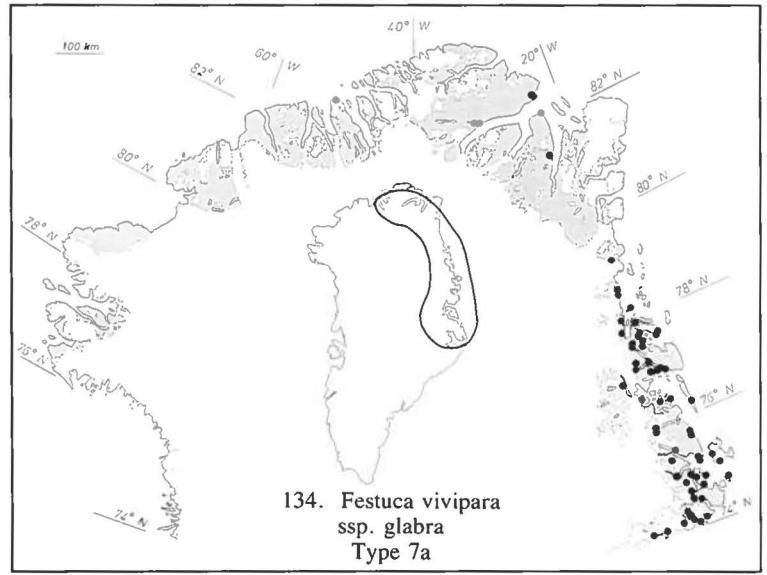 100 km
40° W
60° W
20° W
82° N
82° N
80° N
80° N
78° N
78° N
76° N
76° N
74° N
4° N
134. Festuca vivipara
ssp. glabra
Type 7a